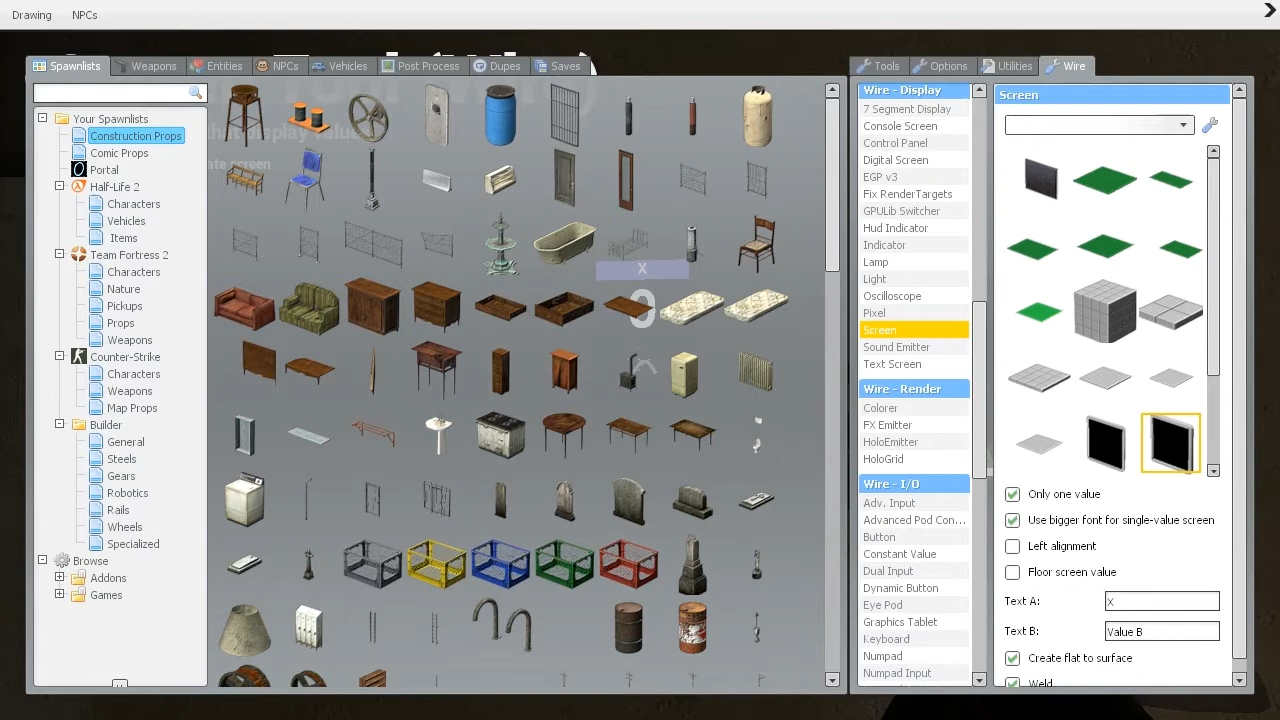 Drawing NPCs
Spawnlists Weapons Entities NPCs Vehicles Post Process Dupes Saves
Tools Options Utilities Wire
Your Spawnlists
Construction Props
Comic Props
Portal
Half-Life 2
Characters
Vehicles
Items
Team Fortress 2
Characters
Nature
Pickups
Props
Weapons
Counter-Strike
Characters
Weapons
Map Props
Builder
General
Steels
Gears
Robotics
Rails
Wheels
Specialized
Browse
Addons
Games
hat display value
ate screen
X
0
Wire - Display
7 Segment Display
Console Screen
Control Panel
Digital Screen
EGP v3
Fix RenderTargets
GPULib Switcher
Hud Indicator
Indicator
Lamp
Light
Oscilloscope
Pixel
Screen
Sound Emitter
Text Screen
Wire - Render
Colorer
FX Emitter
HoloEmitter
HoloGrid
Wire - I/O
Adv. Input
Advanced Pod Con...
Button
Constant Value
Dual Input
Dynamic Button
Eye Pod
Graphics Tablet
Keyboard
Numpad
Numpad Input
Screen
Only one value
Use bigger font for single-value screen
Left alignment
Floor screen value
Text A: X
Text B: Value B
Create flat to surface
Weld